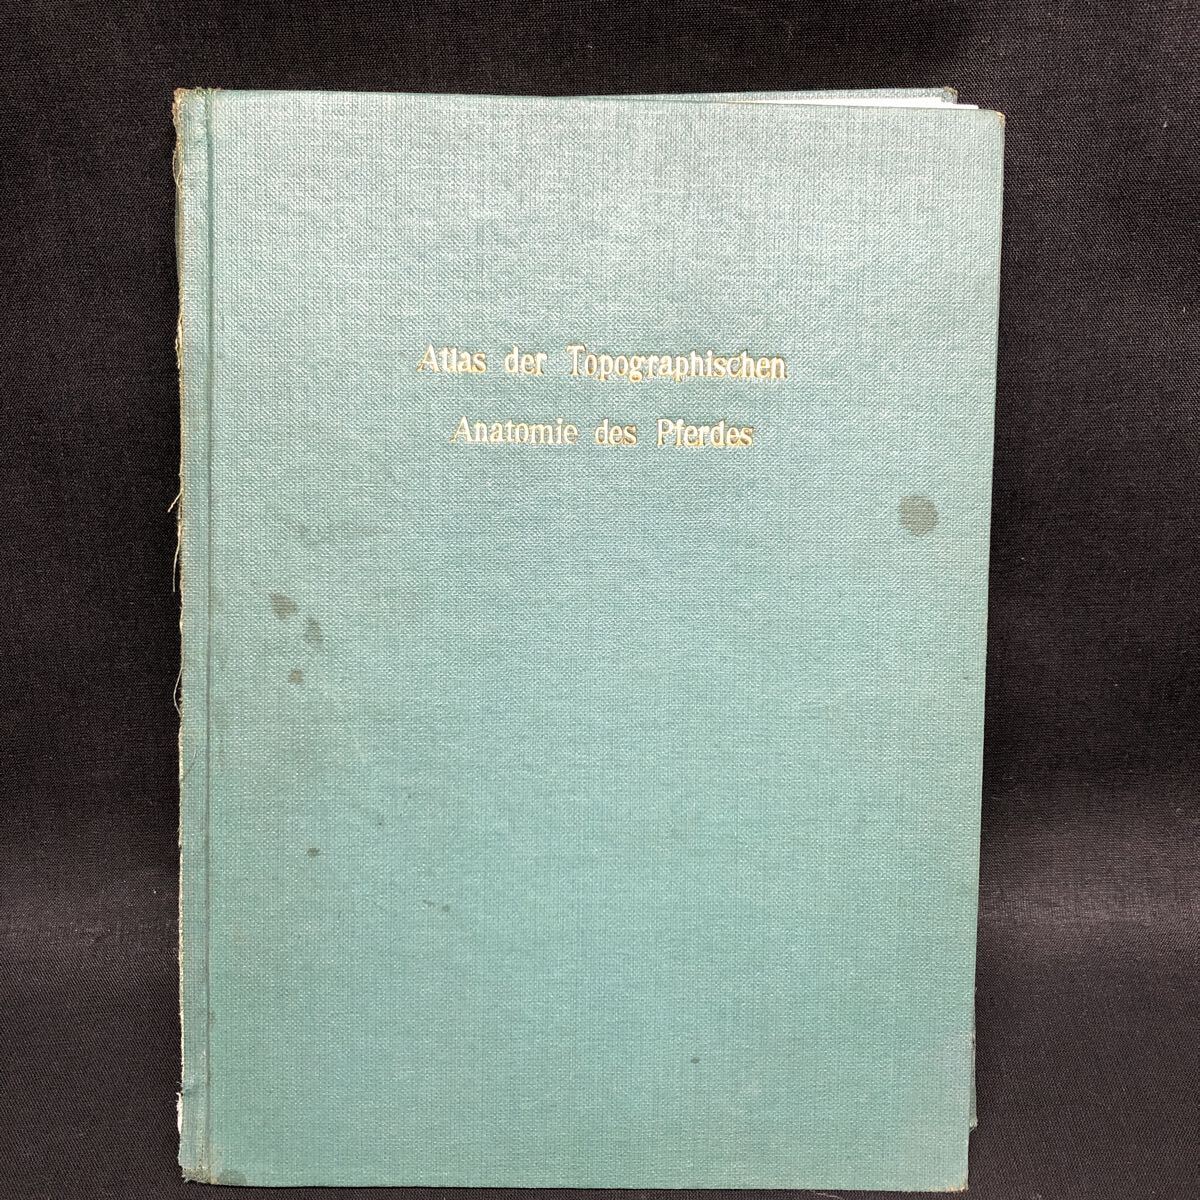 Atlas der Topographischen
Anatomie des Pferdes